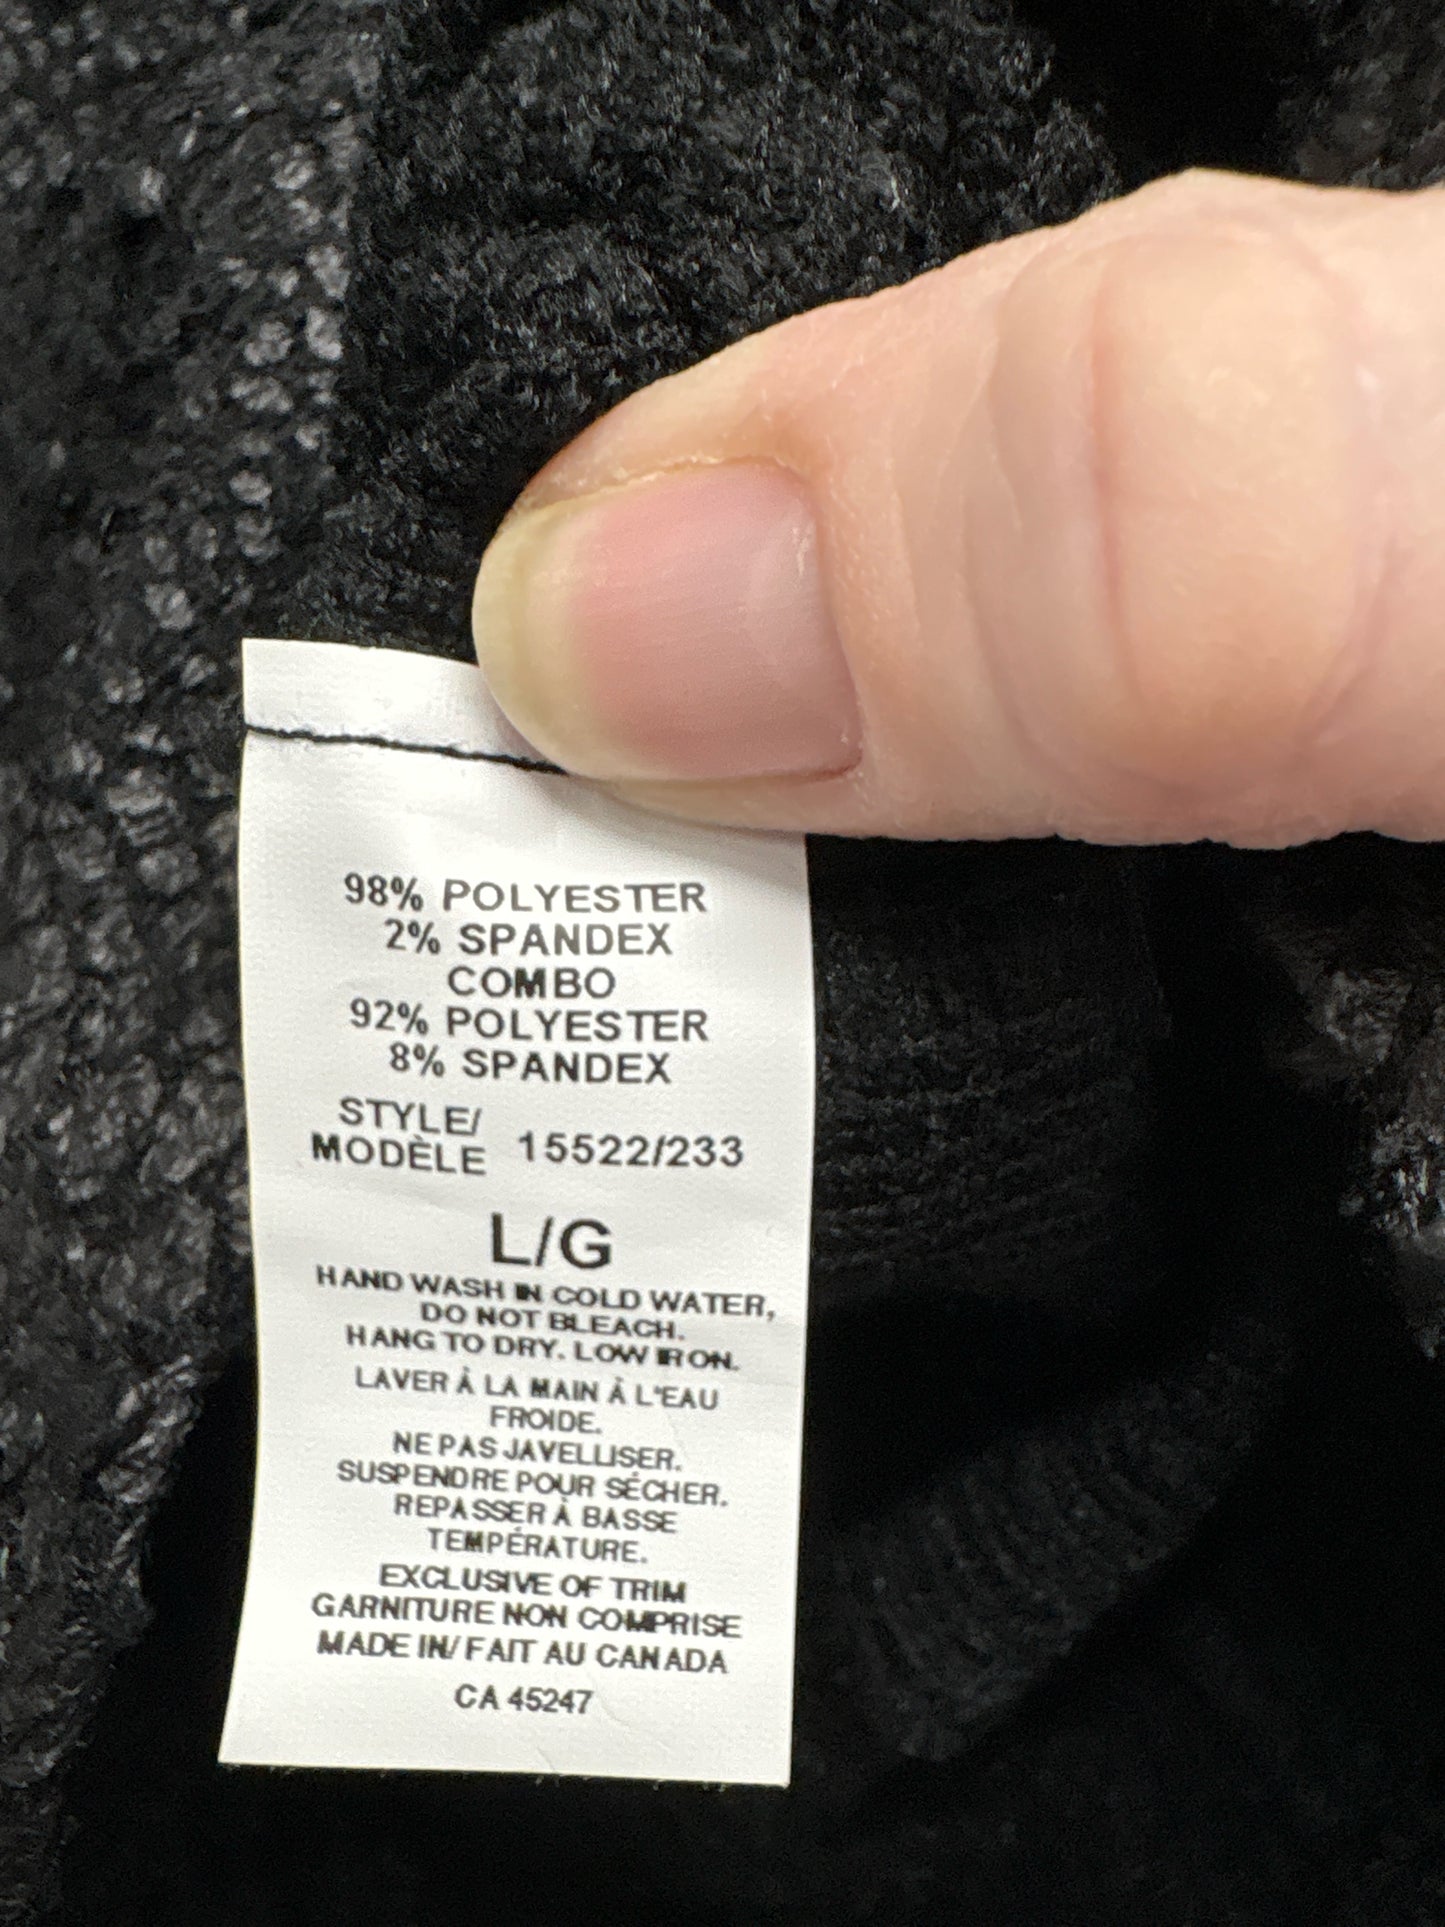 98% POLYESTER
2% SPANDEX
COMBO
92% POLYESTER
8% SPANDEX
STYLE/
MODÈLE 15522/233
L/G
HAND WASH IN COLD WATER,
DO NOT BLEACH.
HANG TO DRY. LOW IRON.
LAVER À LA MAIN À L'EAU
FROIDE.
NE PAS JAVELLISER.
SUSPENDRE POUR SÉCHER.
REPASSER À BASSE
TEMPÉRATURE.
EXCLUSIVE OF TRIM
GARNITURE NON COMPRISE
MADE IN/ FAIT AU CANADA
CA 45247